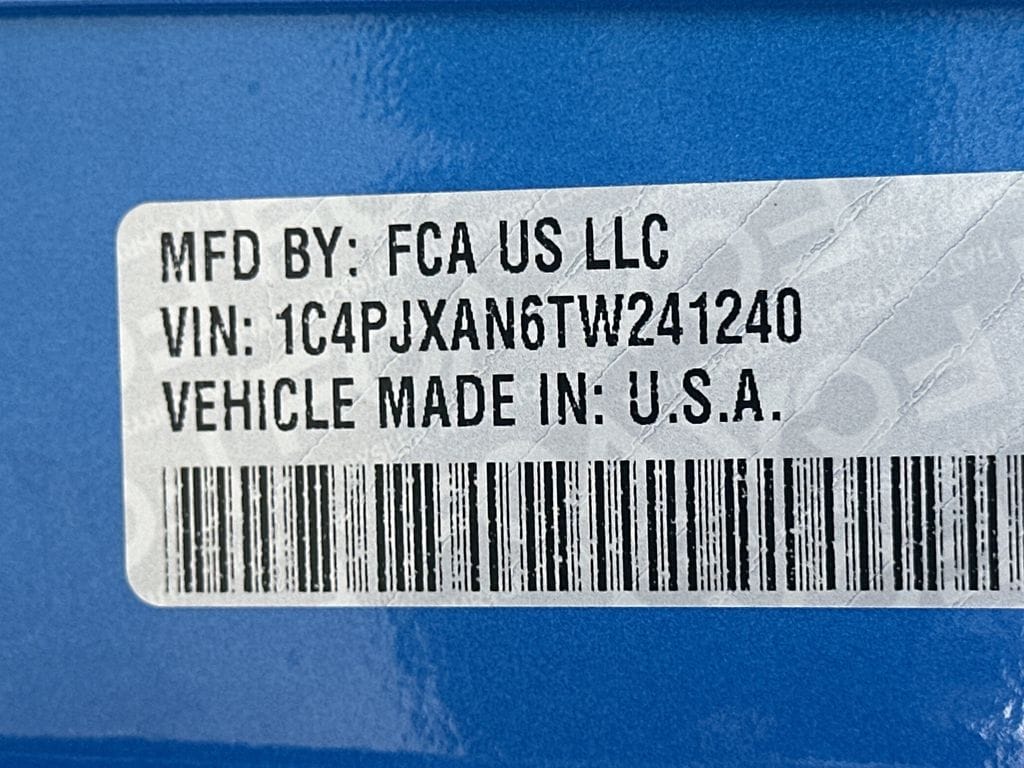 MFD BY: FCA US LLC
VIN: 1C4PJXAN6TW241240
VEHICLE MADE IN: U.S.A.